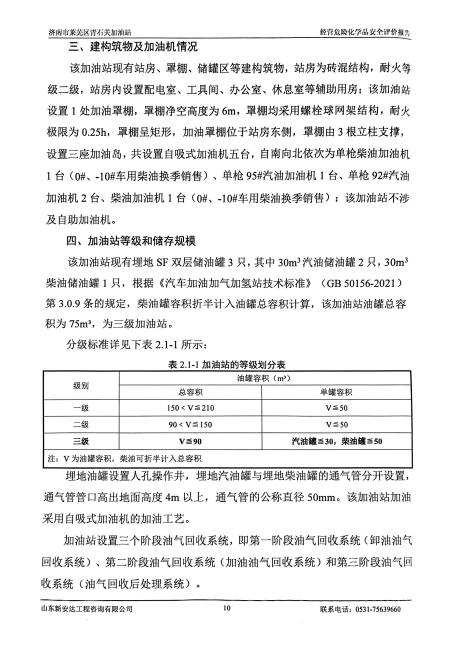 济南市莱芜区青石关加油站 经营危险化学品安全评价报告
三、建构筑物及加油机情况
该加油站现有站房、罩棚、储罐区等建构筑物，站房为砖混结构，耐火等
级二级，站房内设置配电室、工具间、办公室、休息室等辅助用房；该加油站
设置 1 处加油罩棚，罩棚净空高度为 6m，罩棚均采用螺栓球网架结构，耐火
极限为 0.25h，罩棚呈矩形，加油罩棚位于站房东侧，罩棚由 3 根立柱支撑，
设置三座加油岛，共设置自吸式加油机五台，自南向北依次为单枪柴油加油机
1 台（0#、-10#车用柴油换季销售）、单枪 95#汽油加油机 1 台、单枪 92#汽油
加油机 2 台、柴油加油机 1 台（0#、-10#车用柴油换季销售）；该加油站不涉
及自助加油机。
四、加油站等级和储存规模
该加油站现有埋地 SF 双层储油罐 3 只，其中 30m³ 汽油储油罐 2 只，30m³
柴油储油罐 1 只，根据《汽车加油加气加氢站技术标准》（GB 50156-2021）
第 3.0.9 条的规定，柴油罐容积折半计入油罐总容积计算，该加油站油罐总容
积为 75m³，为三级加油站。
分级标准详见下表 2.1-1 所示：
表 2.1-1 加油站的等级划分表
级别 油罐容积（m³）
总容积 单罐容积
一级 150＜V≦210 V≦50
二级 90＜V≦150 V≦50
三级 V≦90 汽油罐≦30，柴油罐≦50
注：V 为油罐容积，柴油可折半计入总容积
埋地油罐设置人孔操作井，埋地汽油罐与埋地柴油罐的通气管分开设置，
通气管管口高出地面高度 4m 以上，通气管的公称直径 50mm。该加油站加油
采用自吸式加油机的加油工艺。
加油站设置三个阶段油气回收系统，即第一阶段油气回收系统（卸油油气
回收系统）、第二阶段油气回收系统（加油油气回收系统）和第三阶段油气回
收系统（油气回收后处理系统）。
山东新安达工程咨询有限公司 10 联系电话：0531-75639660